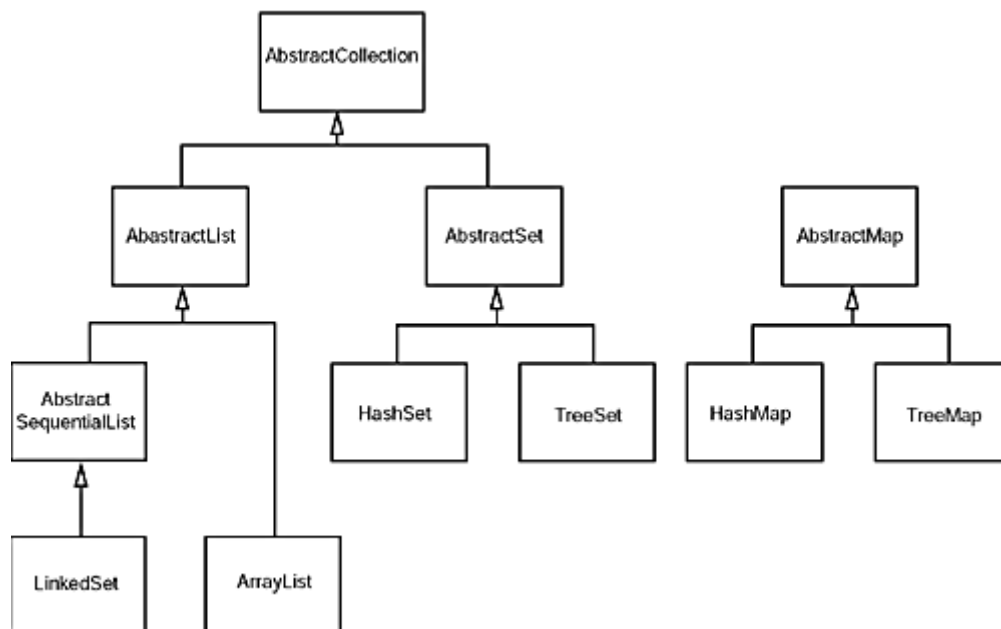 AbstractCollection
AbastractList
AbstractSet
AbstractMap
Abstract
SequentialList
HashSet
TreeSet
HashMap
TreeMap
LinkedSet
ArrayList